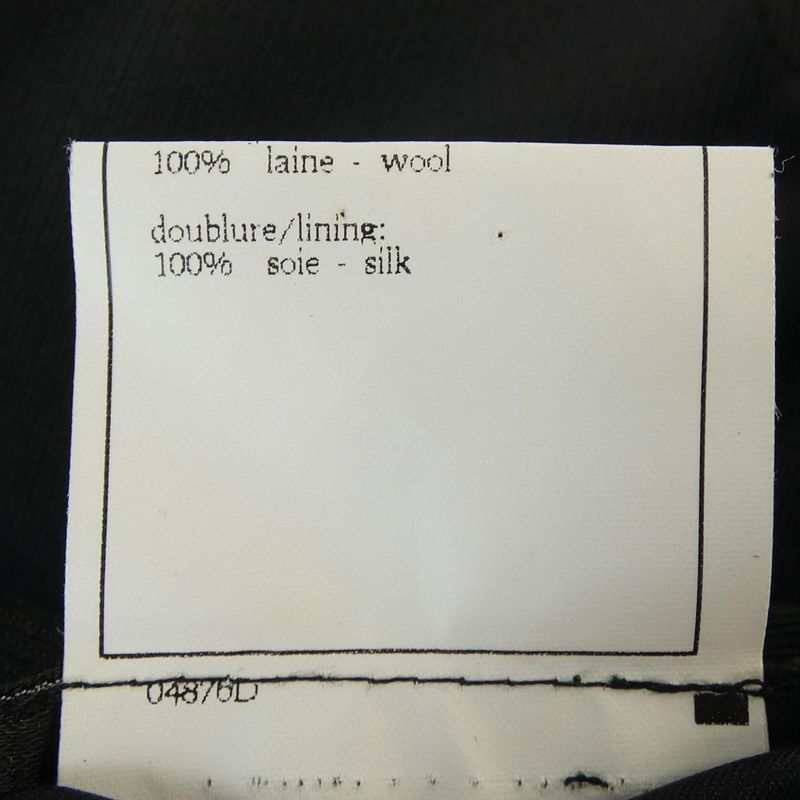 100% laine - wool
doublure/lining:
100% soie - silk
04876D